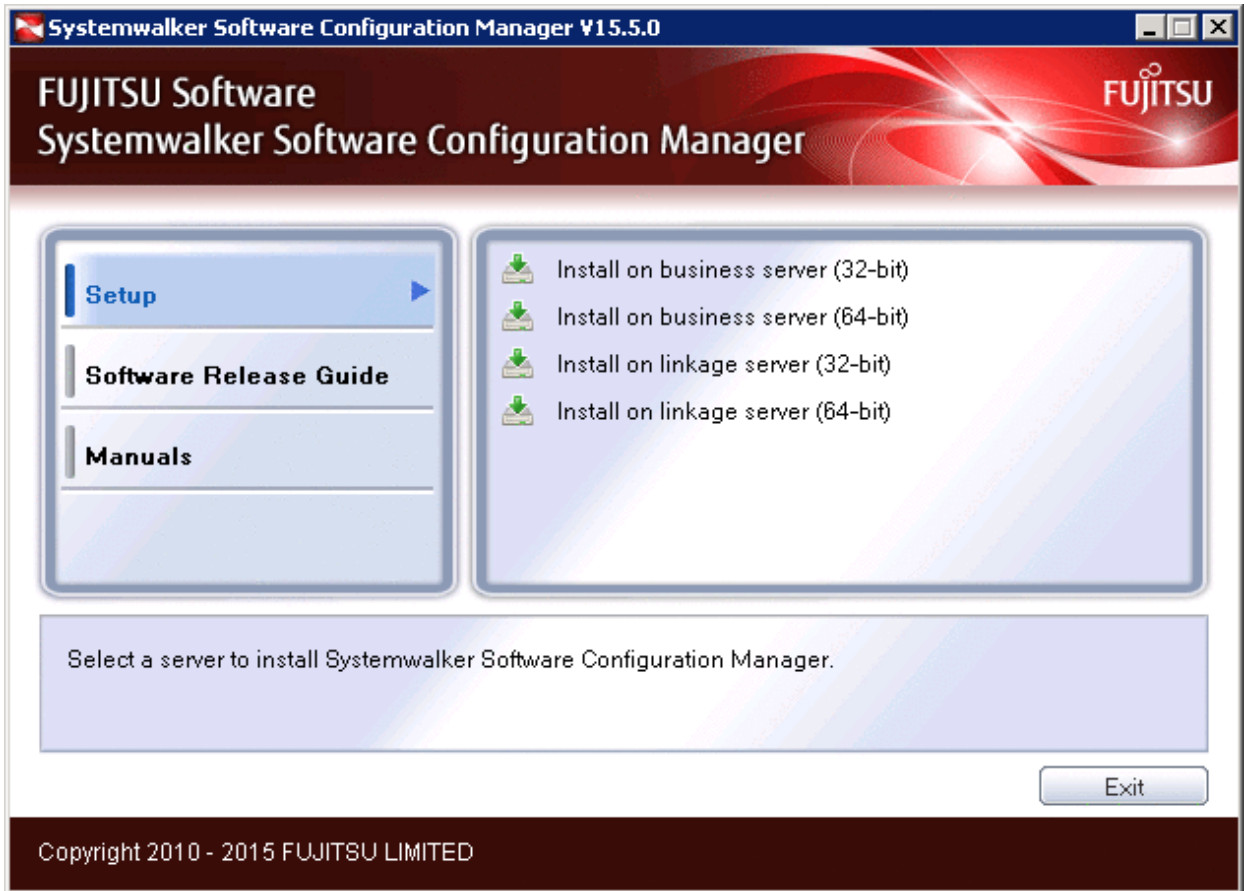 Systemwalker Software Configuration Manager V15.5.0
FUJITSU Software
Systemwalker Software Configuration Manager
FUJITSU
Setup
Software Release Guide
Manuals
Install on business server (32-bit)
Install on business server (64-bit)
Install on linkage server (32-bit)
Install on linkage server (64-bit)
Select a server to install Systemwalker Software Configuration Manager.
Exit
Copyright 2010 - 2015 FUJITSU LIMITED